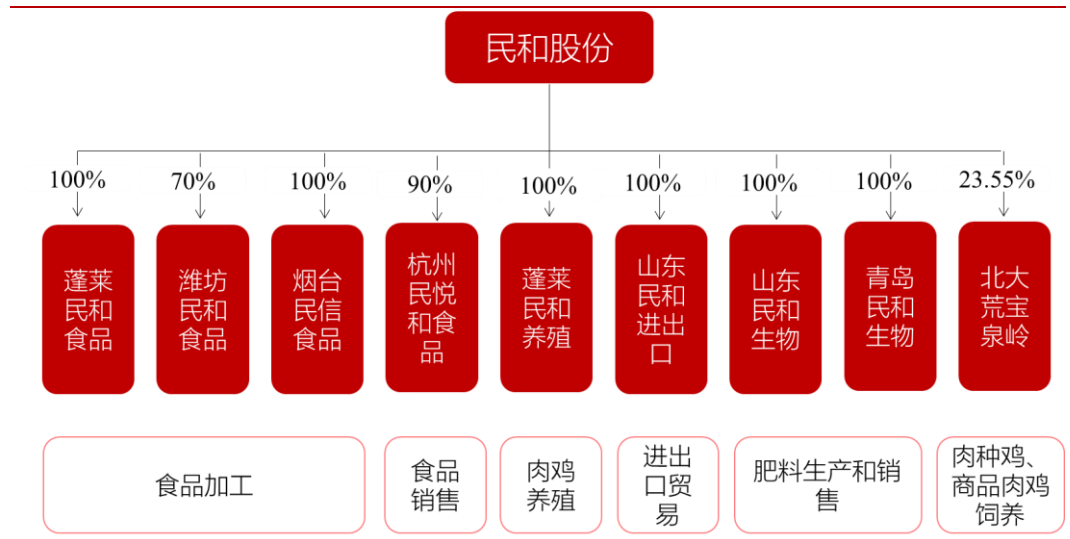 民和股份
100%
70%
100%
90%
100%
100%
100%
100%
23.55%
蓬莱
民和
食品
潍坊
民和
食品
烟台
民信
食品
杭州
民悦
和食
品
蓬莱
民和
养殖
山东
民和
进出
口
山东
民和
生物
青岛
民和
生物
北大
荒宝
泉岭
食品加工
食品
销售
肉鸡
养殖
进出
口贸
易
肥料生产和销
售
肉种鸡、
商品肉鸡
饲养